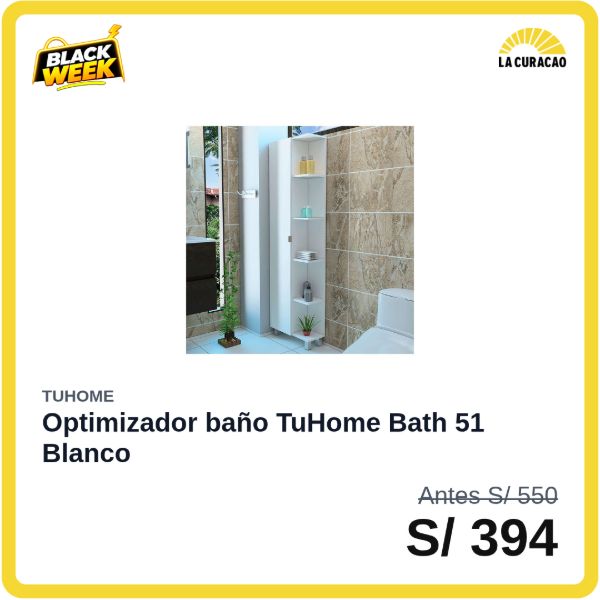 BLACK
WEEK
LA CURACAO
TUHOME
Optimizador baño TuHome Bath 51
Blanco
Antes S/ 550
S/ 394